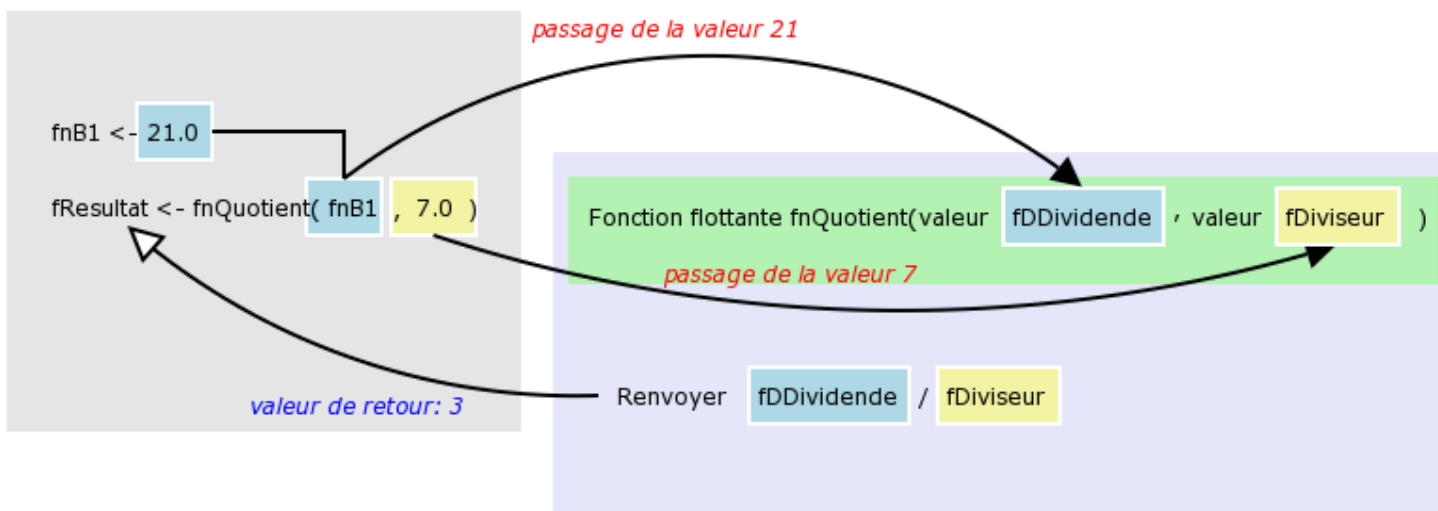 passage de la valeur 21
fnB1 <- 21.0
fResultat <- fnQuotient( fnB1 , 7.0 )
Fonction flottante fnQuotient(valeur fDDividende , valeur fDiviseur )
passage de la valeur 7
Renvoyer fDDividende / fDiviseur
valeur de retour: 3